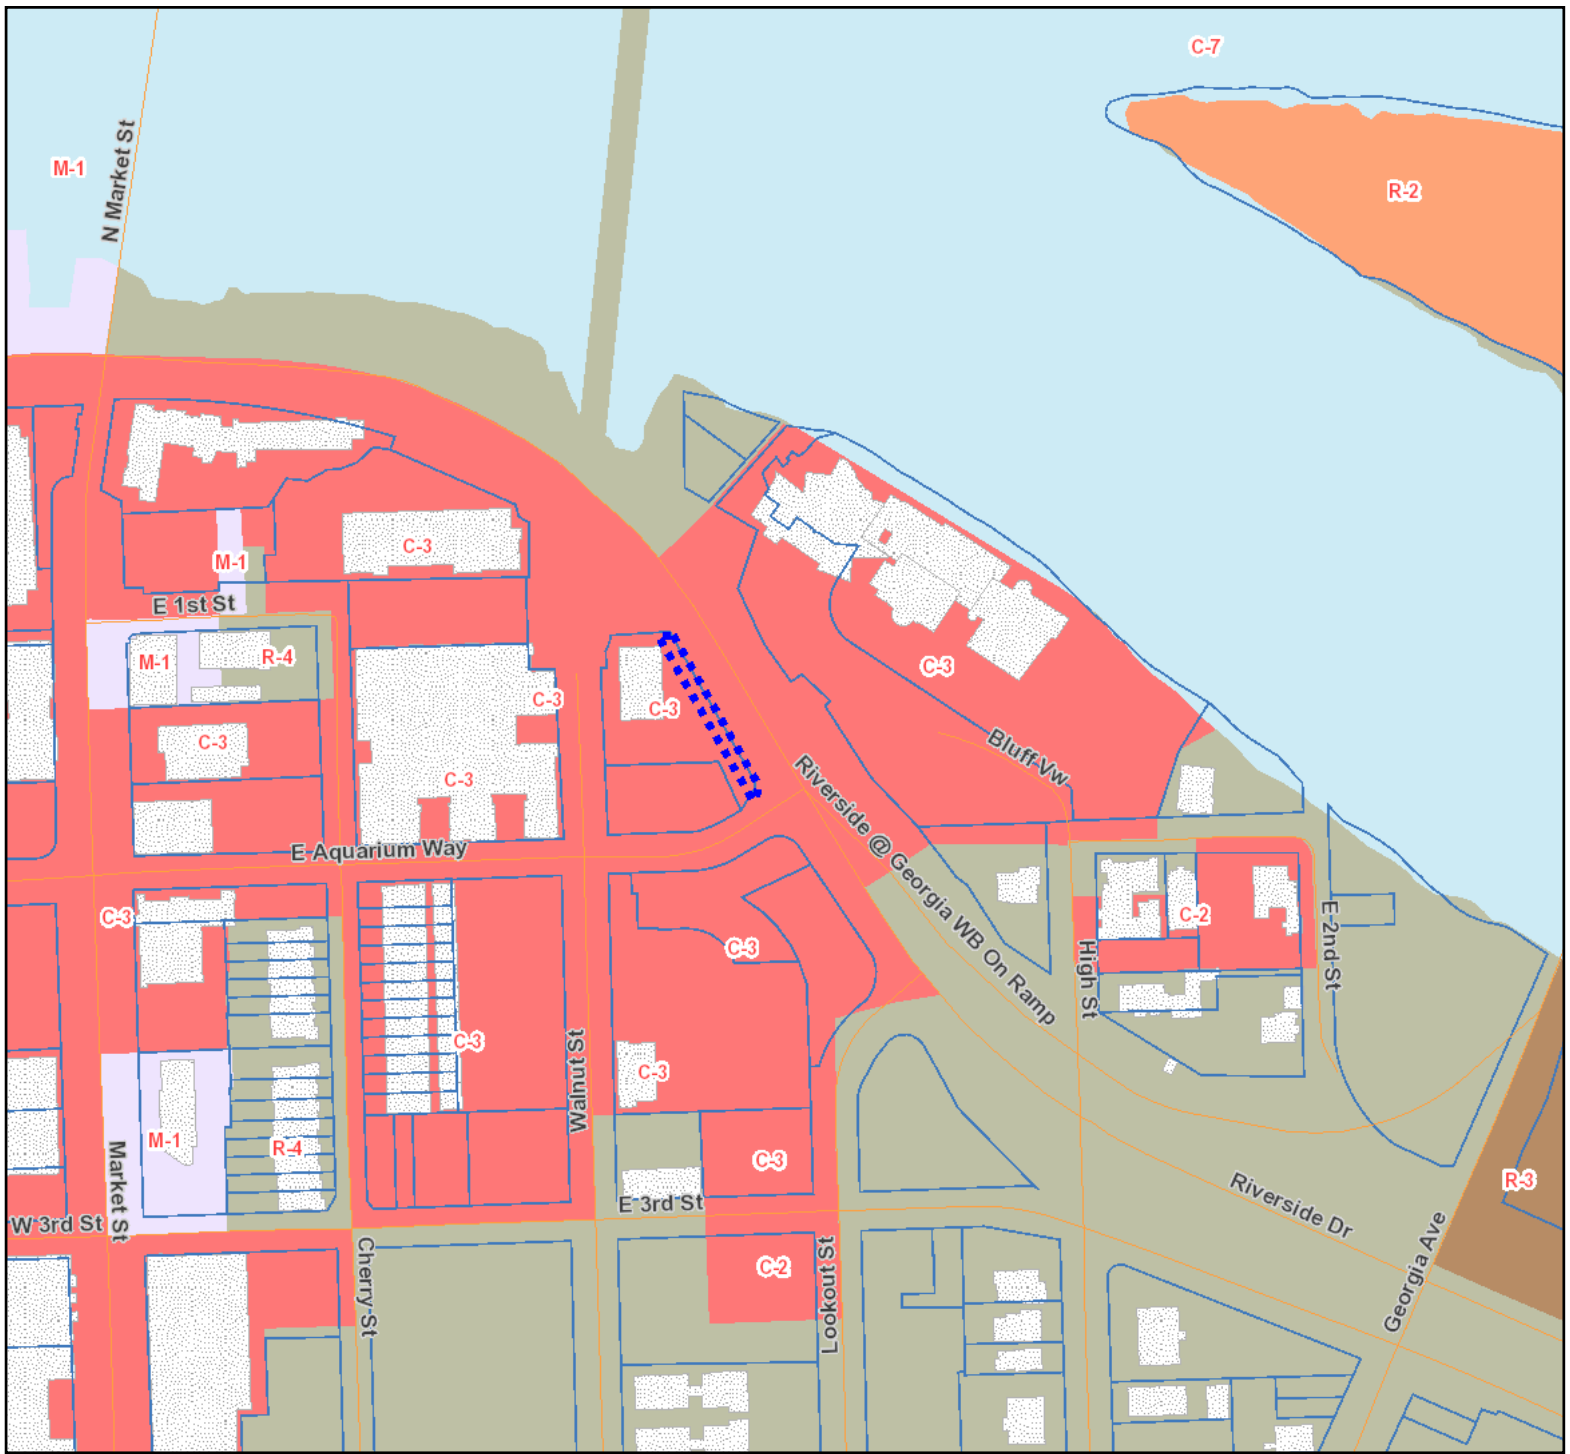 C-7
M-1
N Market St
R-2
C-3
M-1
E 1st St
M-1
R-4
C-3
C-3
C-3
C-3
C-3
Bluff Vw
C-3
Riverside @ Georgia WB On Ramp
E Aquarium Way
C-3
C-2
E 2nd St
C-3
High St
C-3
Walnut St
C-3
M-1
R-4
C-3
R-3
Market St
E 3rd St
Riverside Dr
W 3rd St
Cherry St
C-2
Lookout St
Georgia Ave